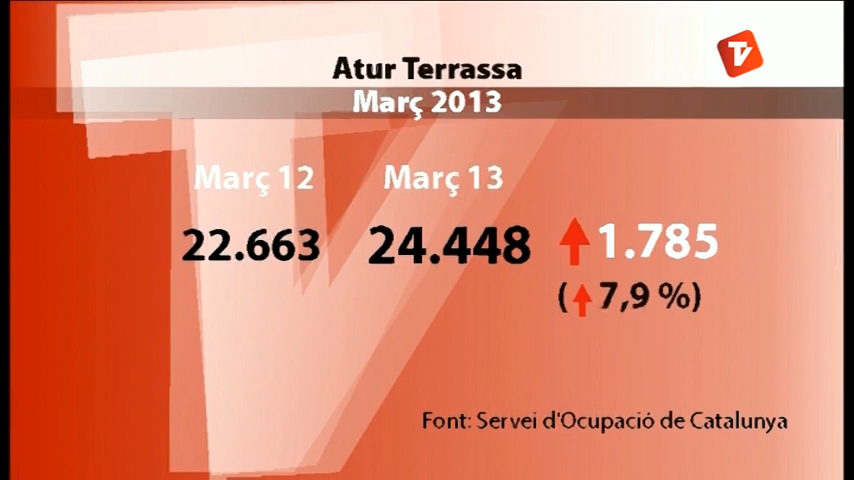 TV
Atur Terrassa
Març 2013
Març 12 Març 13
22.663 24.448 1.785
(7,9 %)
Font: Servei d'Ocupació de Catalunya